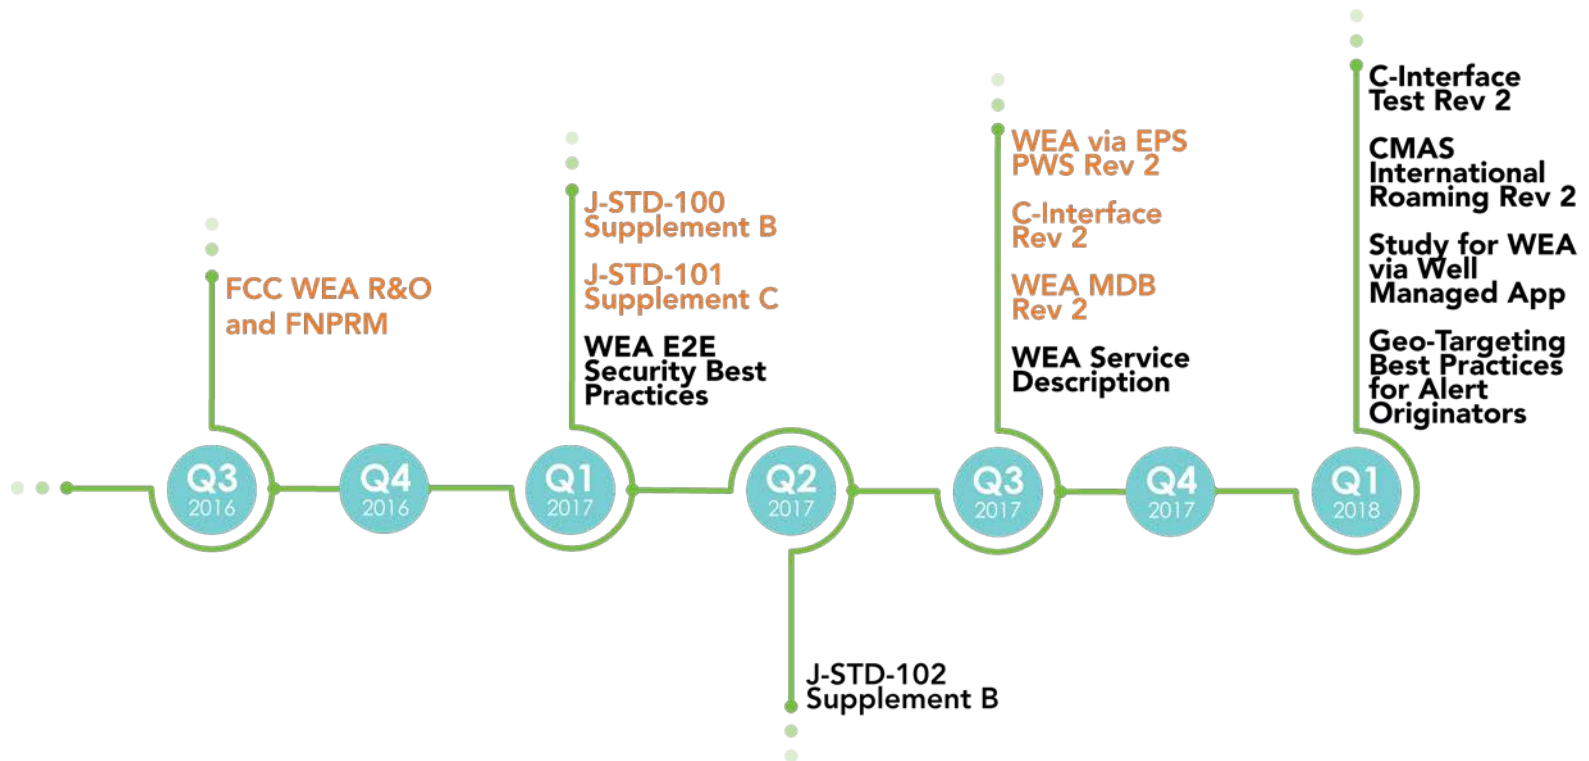 C-Interface
Test Rev 2
CMAS
International
Roaming Rev 2
Study for WEA
via Well
Managed App
Geo-Targeting
Best Practices
for Alert
Originators
WEA via EPS
PWS Rev 2
C-Interface
Rev 2
WEA MDB
Rev 2
WEA Service
Description
J-STD-100
Supplement B
J-STD-101
Supplement C
WEA E2E
Security Best
Practices
FCC WEA R&O
and FNPRM
Q3
2016
Q4
2016
Q1
2017
Q2
2017
Q3
2017
Q4
2017
Q1
2018
J-STD-102
Supplement B